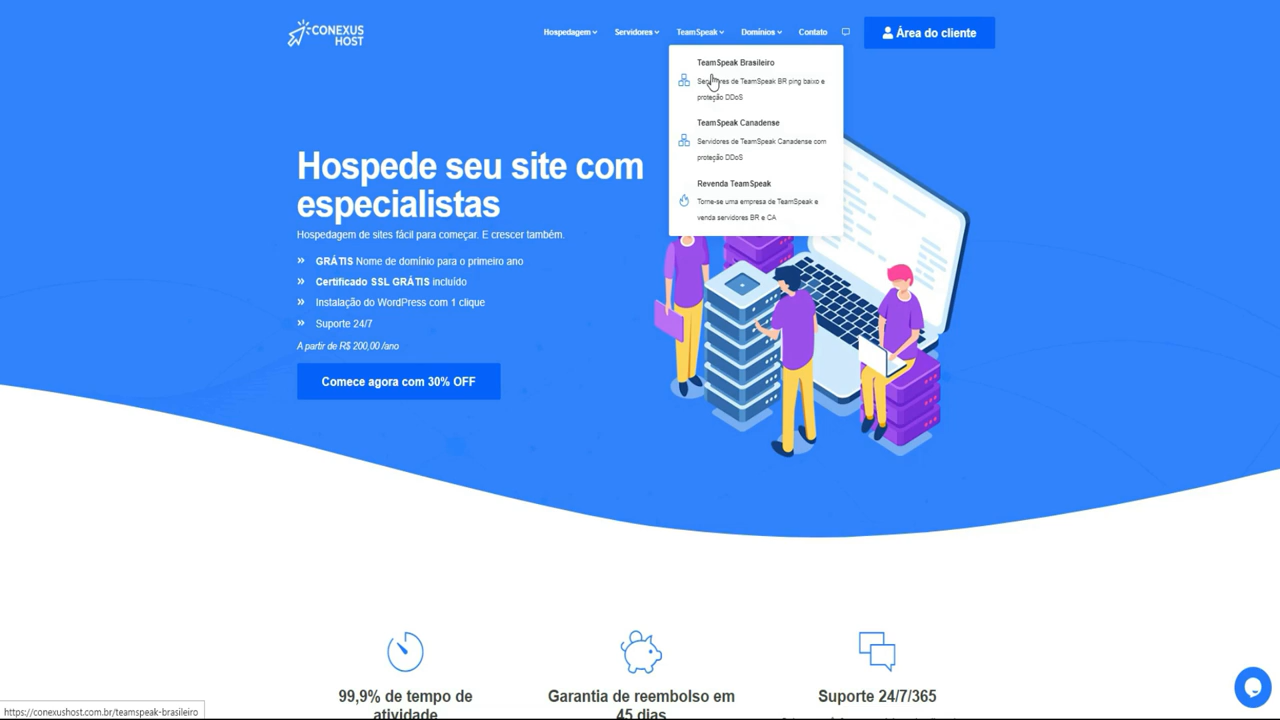 CONEXUS
HOST
Hospedagem
Servidores
TeamSpeak
Domínios
Contato
Área do cliente
TeamSpeak Brasileiro
Servidores de TeamSpeak BR ping baixo e
proteção DDoS
TeamSpeak Canadense
Servidores de TeamSpeak Canadense com
proteção DDoS
Revenda TeamSpeak
Torne-se uma empresa de TeamSpeak e
venda servidores BR e CA
Hospede seu site com
especialistas
Hospedagem de sites fácil para começar. E crescer também.
GRÁTIS Nome de domínio para o primeiro ano
Certificado SSL GRÁTIS incluído
Instalação do WordPress com 1 clique
Suporte 24/7
A partir de R$ 200,00 /ano
Comece agora com 30% OFF
99,9% de tempo de
atividade
Garantia de reembolso em
45 dias
Suporte 24/7/365
https://conexushost.com.br/teamspeak-brasileiro